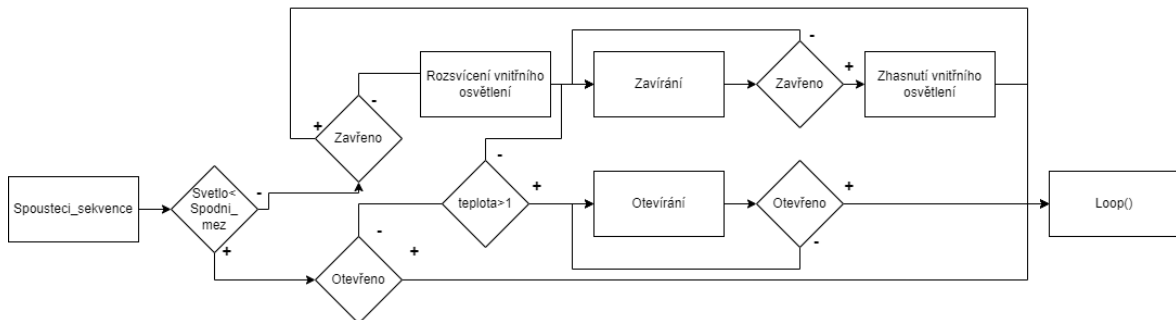 Spousteci_sekvence
Svetlo<
Spodni_
mez
-
+
Zavřeno
+
-
Rozsvícení vnitřního
osvětlení
Zavírání
Zavřeno
-
+
Zhasnutí vnitřního
osvětlení
Otevřeno
-
+
teplota>1
-
+
Otevírání
Otevřeno
+
-
Loop()